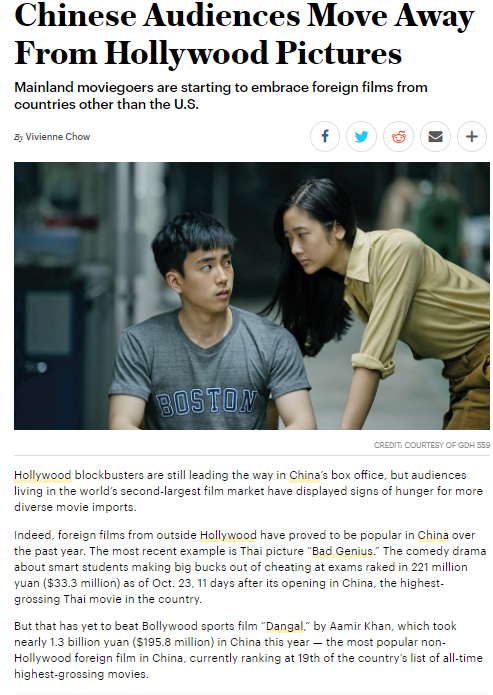 Chinese Audiences Move Away
From Hollywood Pictures
Mainland moviegoers are starting to embrace foreign films from
countries other than the U.S.
By Vivienne Chow
BOSTON
CREDIT: COURTESY OF GDH 559
Hollywood blockbusters are still leading the way in China's box office, but audiences
living in the world's second-largest film market have displayed signs of hunger for more
diverse movie imports.
Indeed, foreign films from outside Hollywood have proved to be popular in China over
the past year. The most recent example is Thai picture “Bad Genius.” The comedy drama
about smart students making big bucks out of cheating at exams raked in 221 million
yuan ($33.3 million) as of Oct. 23, 11 days after its opening in China, the highest-
grossing Thai movie in the country.
But that has yet to beat Bollywood sports film “Dangal,” by Aamir Khan, which took
nearly 1.3 billion yuan ($195.8 million) in China this year — the most popular non-
Hollywood foreign film in China, currently ranking at 19th of the country's list of all-time
highest-grossing movies.